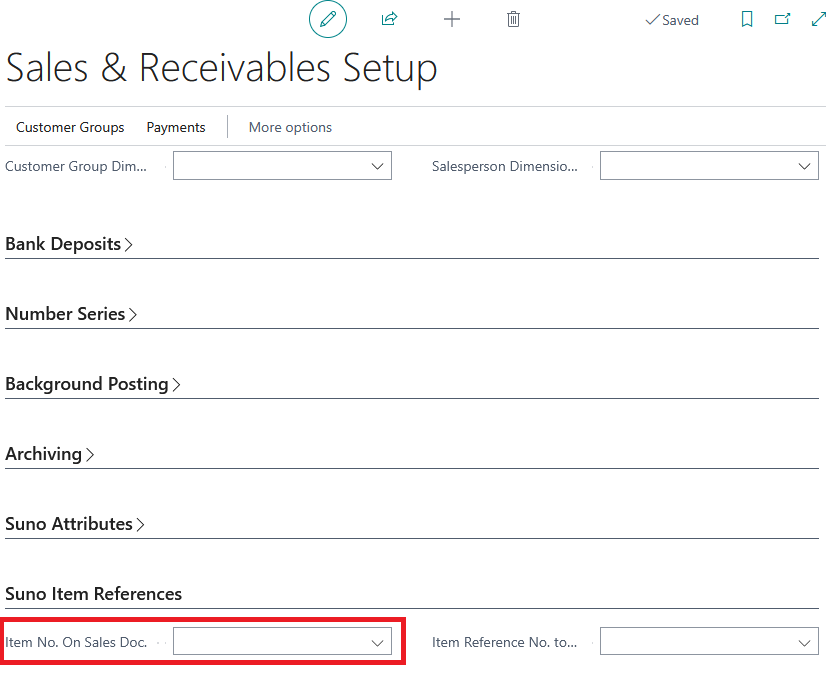 Saved
Sales & Receivables Setup
Customer Groups Payments More options
Customer Group Dim... Salesperson Dimensio...
Bank Deposits
Number Series
Background Posting
Archiving
Suno Attributes
Suno Item References
Item No. On Sales Doc. Item Reference No. to...